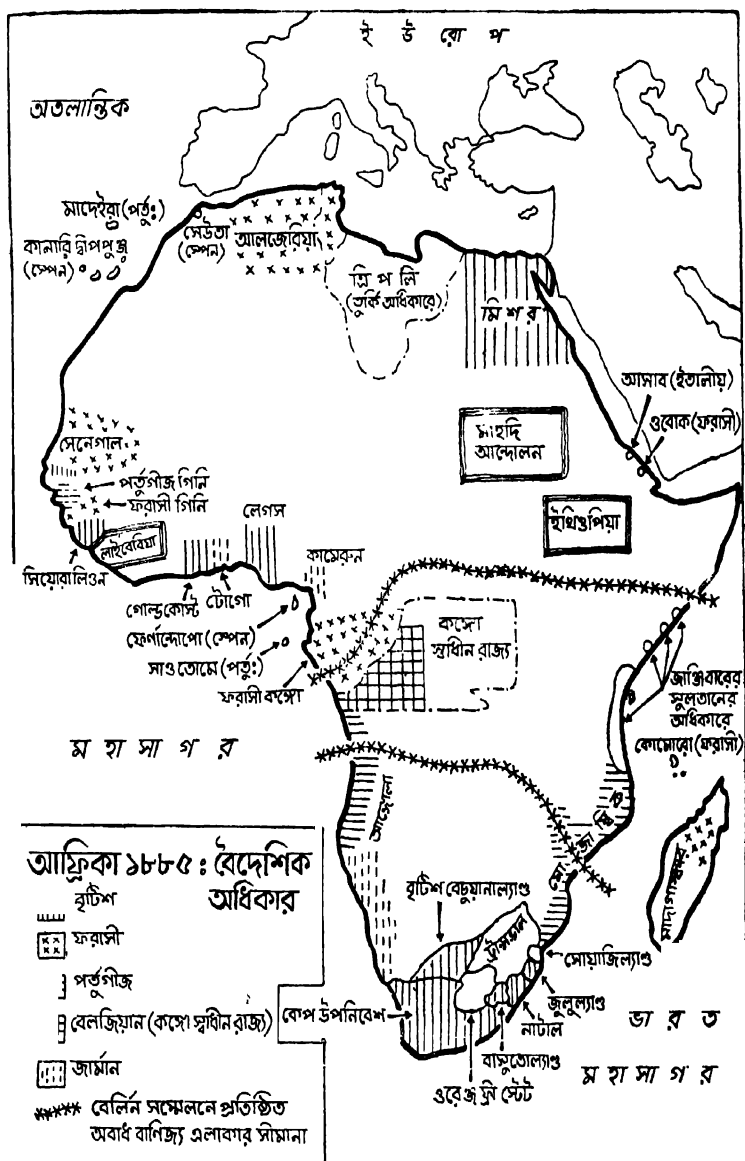 ই উ রো প
অতলান্তিক
মাদেইরা (পর্তুঃ)
কানারি দ্বীপপুঞ্জ
(স্পেন)
সেউতা
(স্পেন)
আলজেরিয়া
ত্রি প লি
(তুর্কি অধিকারে)
মি শ র
আসাব (ইতালীয়)
ওবোক (ফরাসী)
মাহদি
আন্দোলন
সেনেগাল
পর্তুগীজ গিনি
ফরাসী গিনি
লেগস
ইথিওপিয়া
লাইবেরিয়া
কামেরুন
সিয়েরা লিওন
গোল্ডকোস্ট
টোগো
ফের্ণান্দোপো (স্পেন)
সাও তোমে (পর্তুঃ)
ফরাসী কঙ্গো
কঙ্গো
স্বাধীন রাজ্য
জাঞ্জিবারের
সুলতানের
অধিকারে
কোমোরো (ফরাসী)
ম হা সা গ র
আঙ্গোলা
মো জা ম্বি ক
মাদাগাস্কার
আফ্রিকা ১৮৮৫ : বৈদেশিক
অধিকার
বৃটিশ
ফরাসী
পর্তুগীজ
বেলজিয়ান (কঙ্গো স্বাধীন রাজ্য)
জার্মান
বের্লিন সম্মেলনে প্রতিষ্ঠিত
অবাধ বাণিজ্য এলাকার সীমানা
বৃটিশ বেচুয়ানাল্যাণ্ড
ট্রান্সভাল
সোয়াজিল্যাণ্ড
জুলুল্যাণ্ড
কেপ উপনিবেশ
নাটাল
বাসুতোল্যাণ্ড
ওরেঞ্জ ফ্রী স্টেট
ভা র ত
ম হা সা গ র